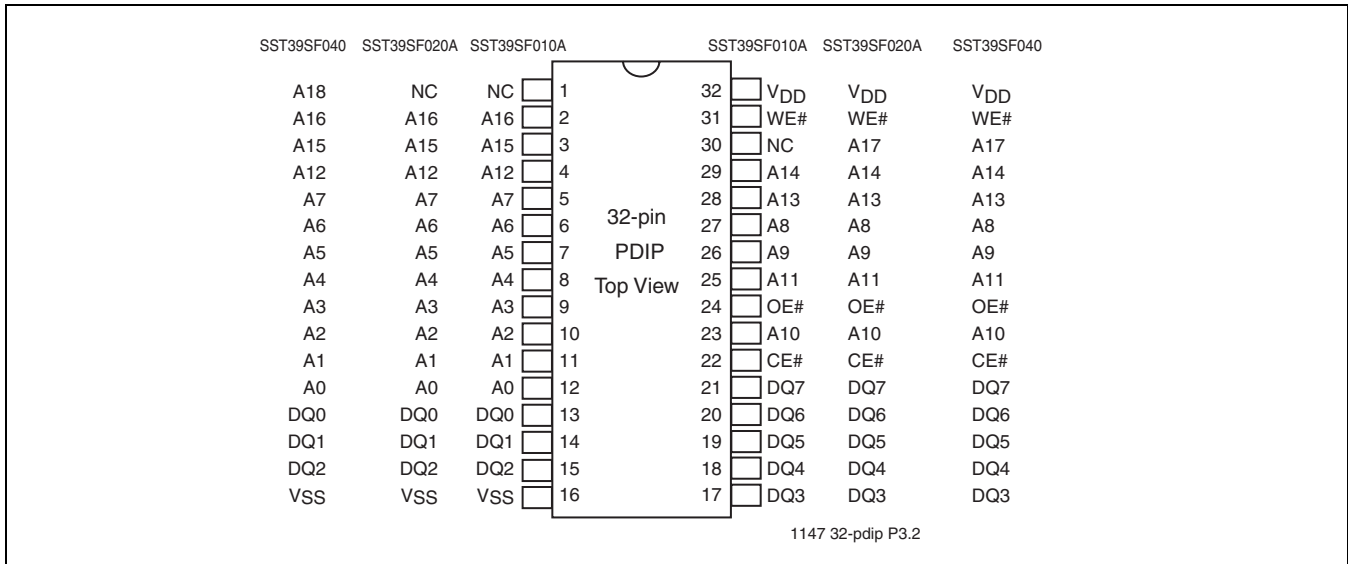 SST39SF040 SST39SF020A SST39SF010A SST39SF010A SST39SF020A SST39SF040
A18 NC NC 1 32 VDD VDD VDD
A16 A16 A16 2 31 WE# WE# WE#
A15 A15 A15 3 30 NC A17 A17
A12 A12 A12 4 29 A14 A14 A14
A7 A7 A7 5 28 A13 A13 A13
A6 A6 A6 6 32-pin 27 A8 A8 A8
A5 A5 A5 7 PDIP 26 A9 A9 A9
A4 A4 A4 8 Top View 25 A11 A11 A11
A3 A3 A3 9 24 OE# OE# OE#
A2 A2 A2 10 23 A10 A10 A10
A1 A1 A1 11 22 CE# CE# CE#
A0 A0 A0 12 21 DQ7 DQ7 DQ7
DQ0 DQ0 DQ0 13 20 DQ6 DQ6 DQ6
DQ1 DQ1 DQ1 14 19 DQ5 DQ5 DQ5
DQ2 DQ2 DQ2 15 18 DQ4 DQ4 DQ4
VSS VSS VSS 16 17 DQ3 DQ3 DQ3
1147 32-pdip P3.2